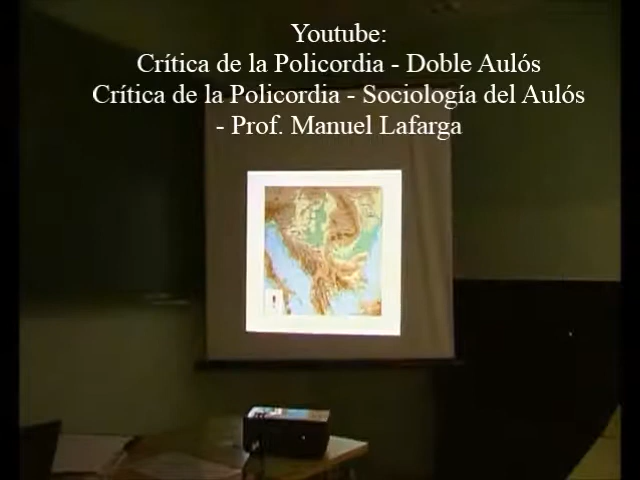 Youtube:
Crítica de la Policordia - Doble Aulós
Crítica de la Policordia - Sociología del Aulós
- Prof. Manuel Lafarga